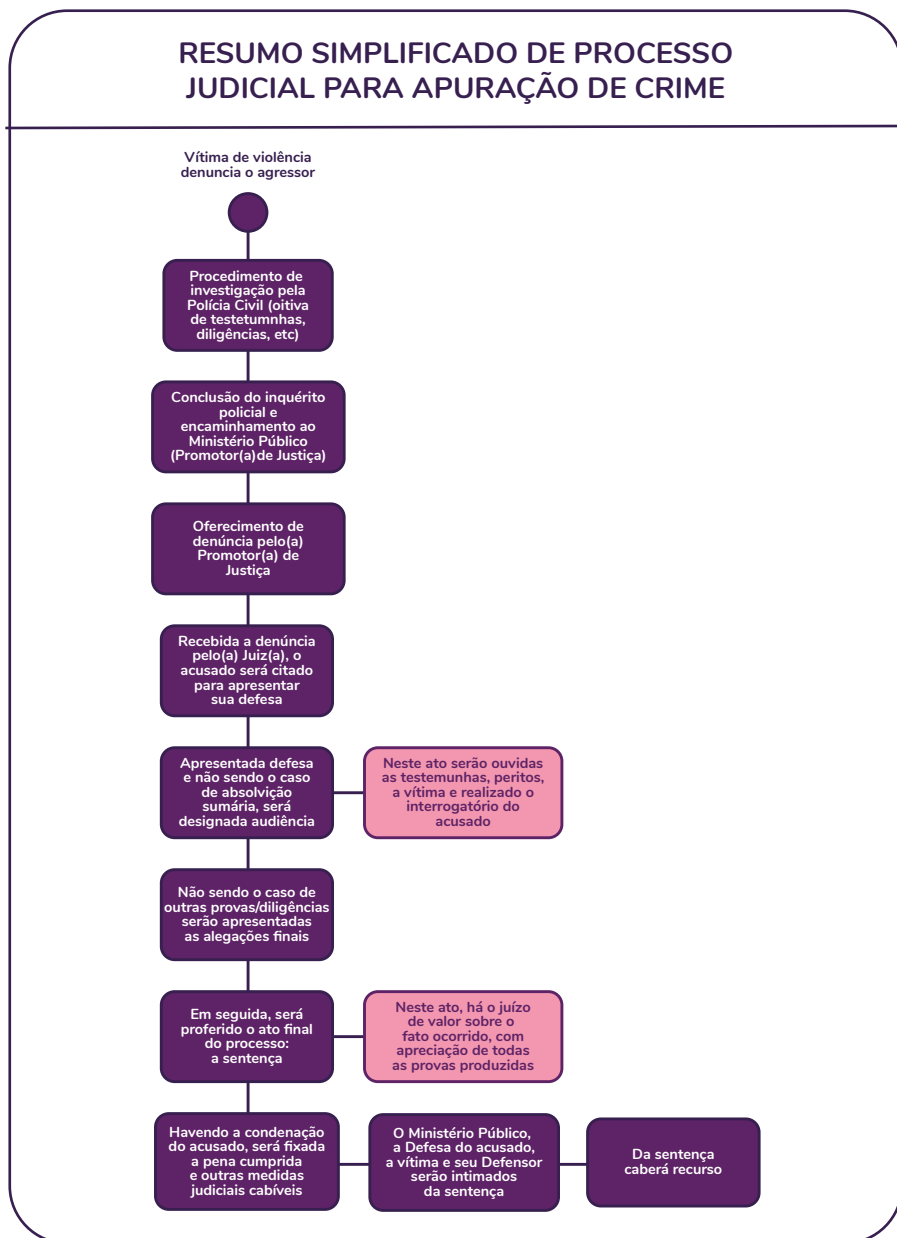 RESUMO SIMPLIFICADO DE PROCESSO
JUDICIAL PARA APURAÇÃO DE CRIME
Vítima de violência
denuncia o agressor
Procedimento de
investigação pela
Polícia Civil (oitiva
de testetumnhas,
diligências, etc)
Conclusão do inquérito
policial e
encaminhamento ao
Ministério Público
(Promotor(a)de Justiça)
Oferecimento de
denúncia pelo(a)
Promotor(a) de
Justiça
Recebida a denúncia
pelo(a) Juiz(a), o
acusado será citado
para apresentar
sua defesa
Apresentada defesa
e não sendo o caso
de absolvição
sumária, será
designada audiência
Neste ato serão ouvidas
as testemunhas, peritos,
a vítima e realizado o
interrogatório do
acusado
Não sendo o caso de
outras provas/diligências
serão apresentadas
as alegações finais
Em seguida, será
proferido o ato final
do processo:
a sentença
Neste ato, há o juízo
de valor sobre o
fato ocorrido, com
apreciação de todas
as provas produzidas
Havendo a condenação
do acusado, será fixada
a pena cumprida
e outras medidas
judiciais cabíveis
O Ministério Público,
a Defesa do acusado,
a vítima e seu Defensor
serão intimados
da sentença
Da sentença
caberá recurso